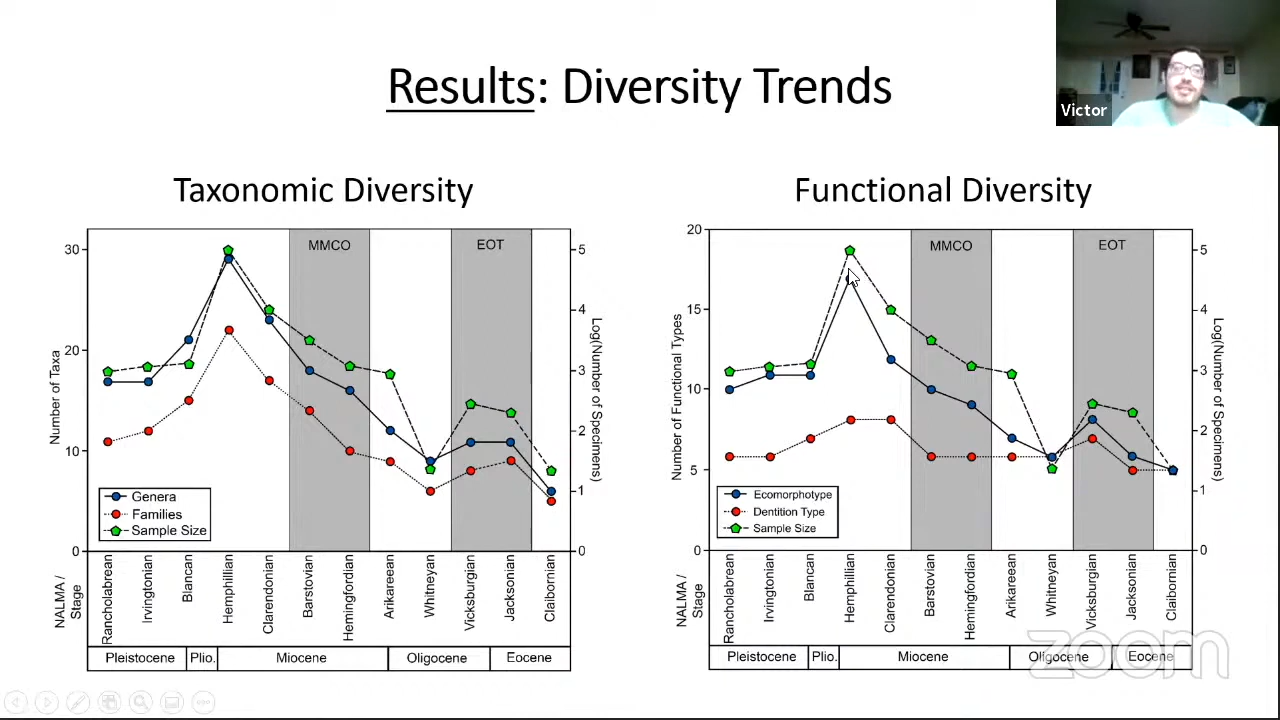 Results: Diversity Trends
Victor
Taxonomic Diversity
30
20
10
0
Number of Taxa
MMCO
EOT
5
4
3
2
1
0
Log(Number of Specimens)
Genera
Families
Sample Size
NALMA /
Stage
Rancholabrean
Irvingtonian
Blancan
Hemphillian
Clarendonian
Barstovian
Hemingfordian
Arikareean
Whitneyan
Vicksburgian
Jacksonian
Claibornian
Pleistocene
Plio.
Miocene
Oligocene
Eocene
Functional Diversity
20
15
10
5
0
Number of Functional Types
MMCO
EOT
5
4
3
2
1
0
Log(Number of Specimens)
Ecomorphotype
Dentition Type
Sample Size
NALMA /
Stage
Rancholabrean
Irvingtonian
Blancan
Hemphillian
Clarendonian
Barstovian
Hemingfordian
Arikareean
Whitneyan
Vicksburgian
Jacksonian
Claibornian
Pleistocene
Plio.
Miocene
Oligocene
Eocene
zoom